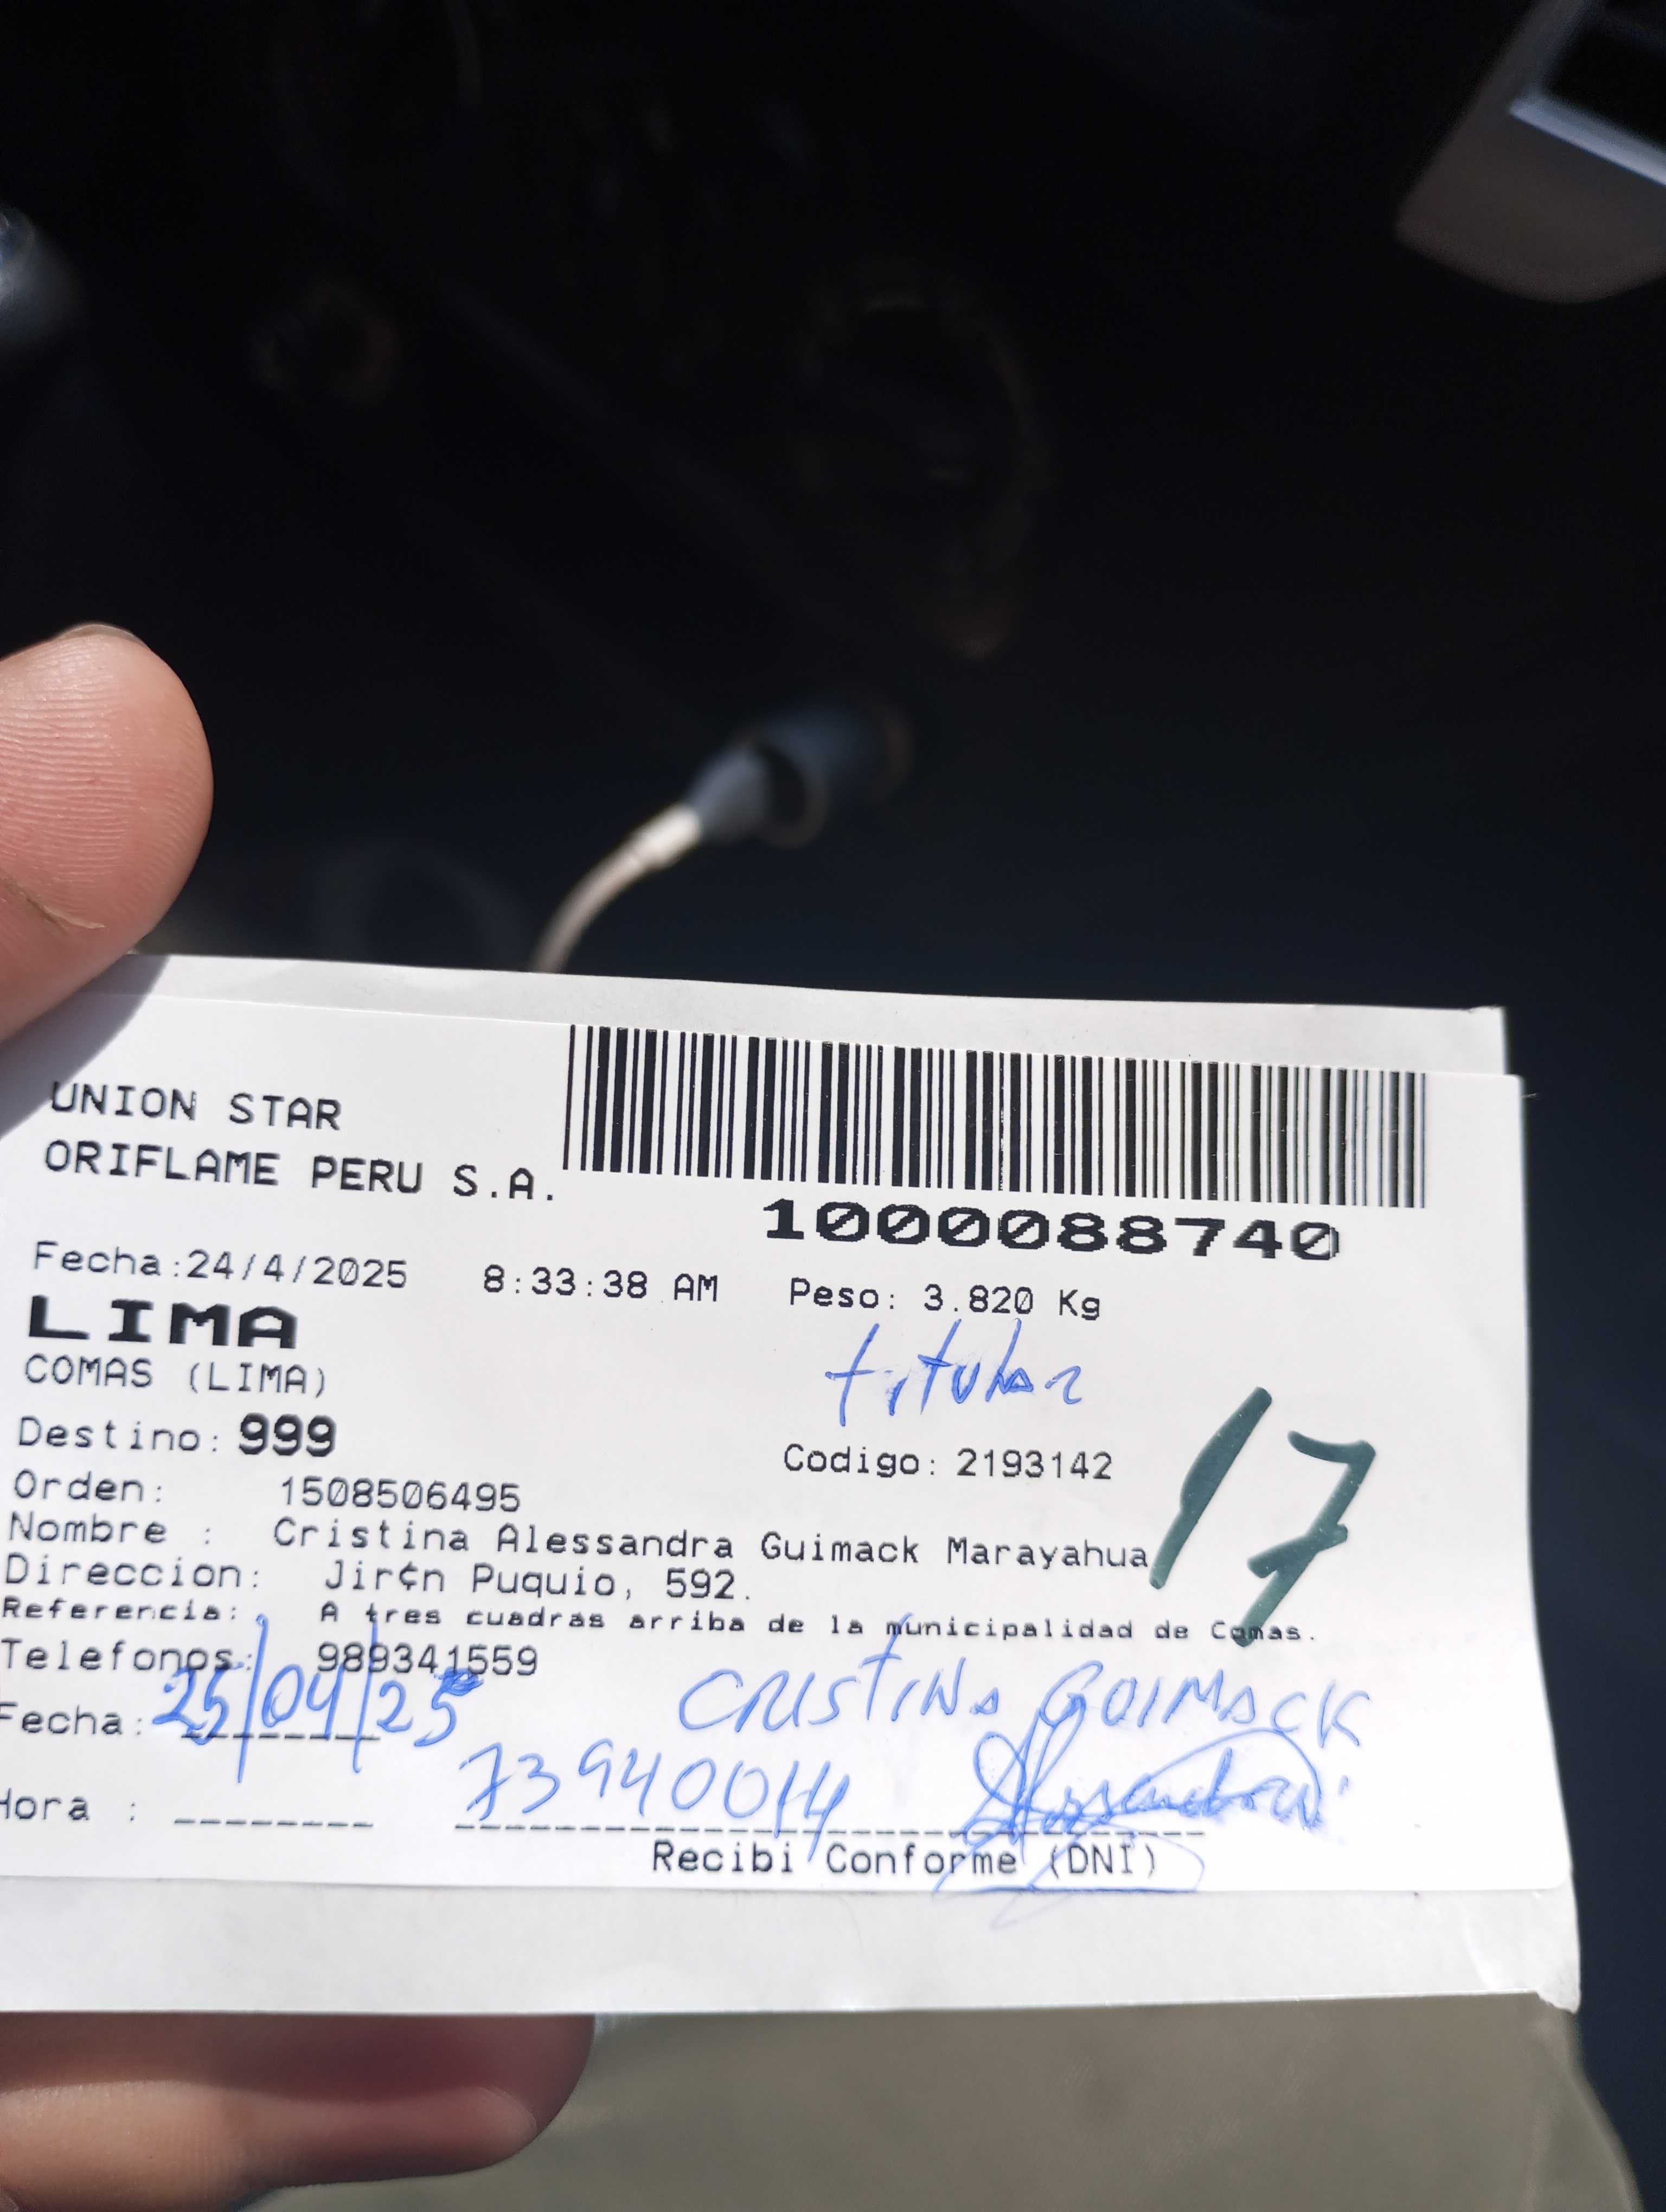 UNION STAR
ORIFLAME PERU S.A.
1000088740
Fecha:24/4/2025 8:33:38 AM Peso: 3.820 Kg
LIMA
titular
COMAS (LIMA)
Destino: 999
Codigo: 2193142
17
Orden: 1508506495
Nombre : Cristina Alessandra Guimack Marayahua
Direccion: Jir¢n Puquio, 592.
Referencia: A tres cuadras arriba de la municipalidad de Comas.
Telefonos: 989341559
Fecha: 25/04/25 CRISTINA GUIMACK
Hora : 73940014
Recibi Conforme (DNI)